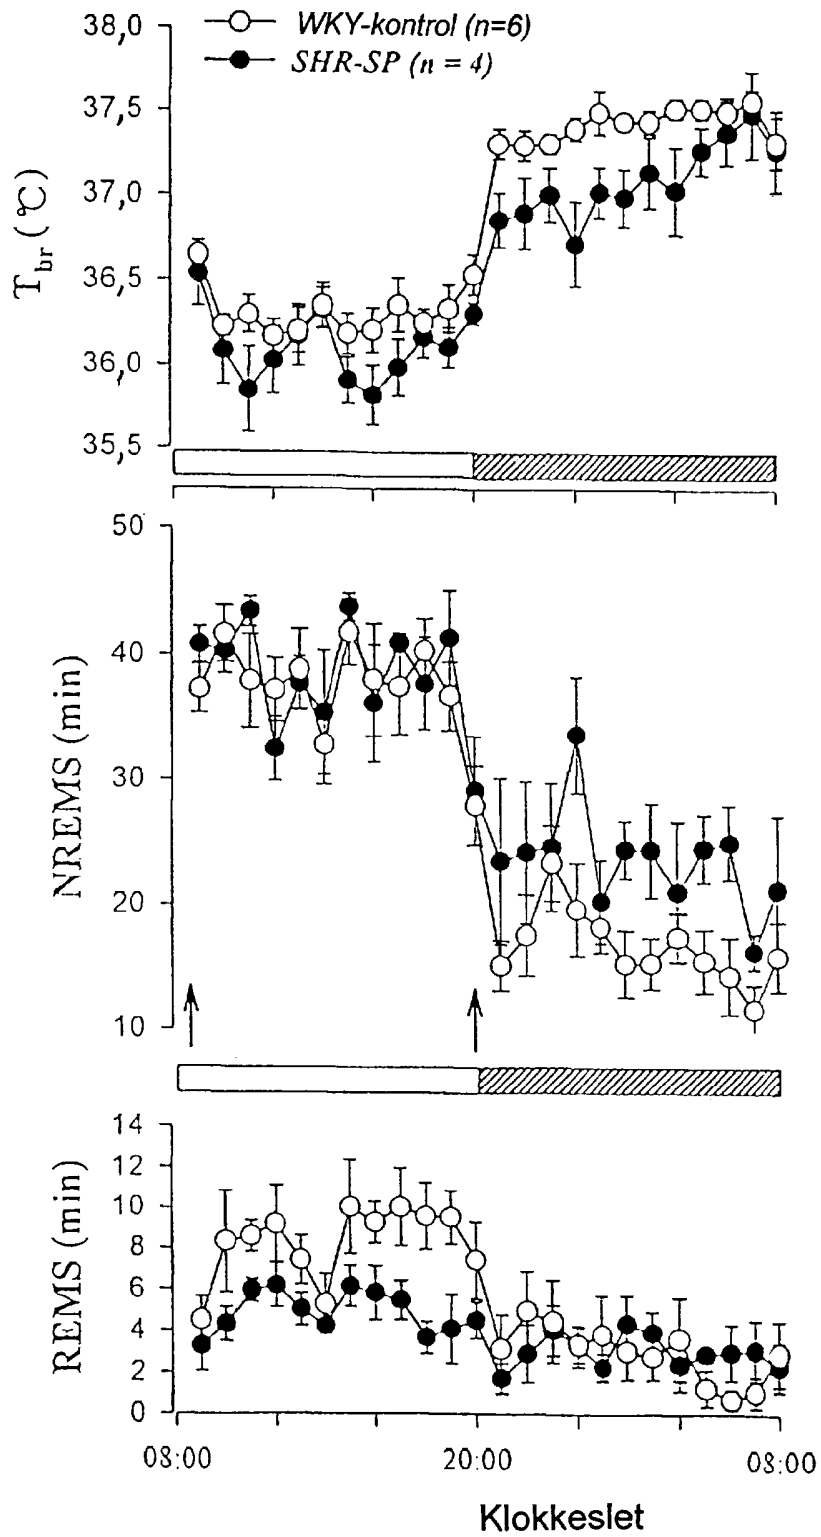 38,0
WKY-kontrol (n=6)
SHR-SP (n = 4)
37,5
37,0
36,5
36,0
35,5
T_br (℃)
50
40
30
20
10
NREMS (min)
14
12
10
8
6
4
2
0
REMS (min)
08:00 20:00 08:00
Klokkeslet